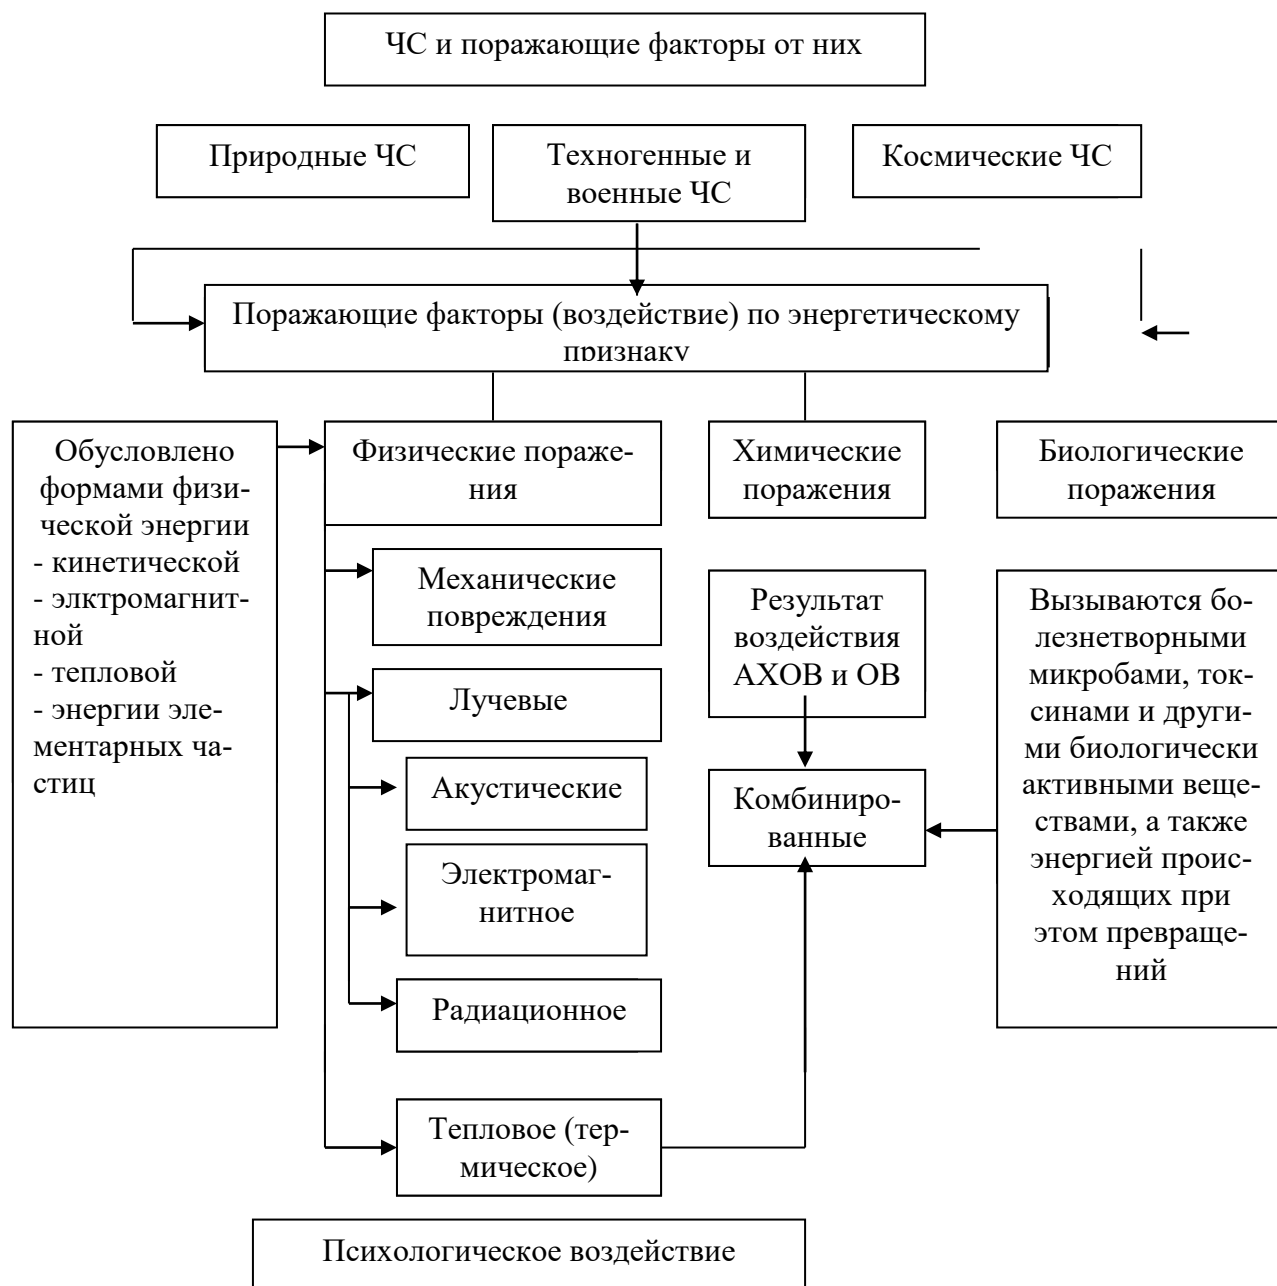 ЧС и поражающие факторы от них
Природные ЧС
Техногенные и
военные ЧС
Космические ЧС
Поражающие факторы (воздействие) по энергетическому
признаку
Обусловлено
формами физи-
ческой энергии
- кинетической
- элктромагнит-
ной
- тепловой
- энергии эле-
ментарных ча-
стиц
Физические пораже-
ния
Химические
поражения
Биологические
поражения
Механические
повреждения
Лучевые
Акустические
Электромаг-
нитное
Радиационное
Тепловое (тер-
мическое)
Результат
воздействия
АХОВ и ОВ
Комбиниро-
ванные
Вызываются бо-
лезнетворными
микробами, ток-
синами и други-
ми биологически
активными веще-
ствами, а также
энергией проис-
ходящих при
этом превраще-
ний
Психологическое воздействие